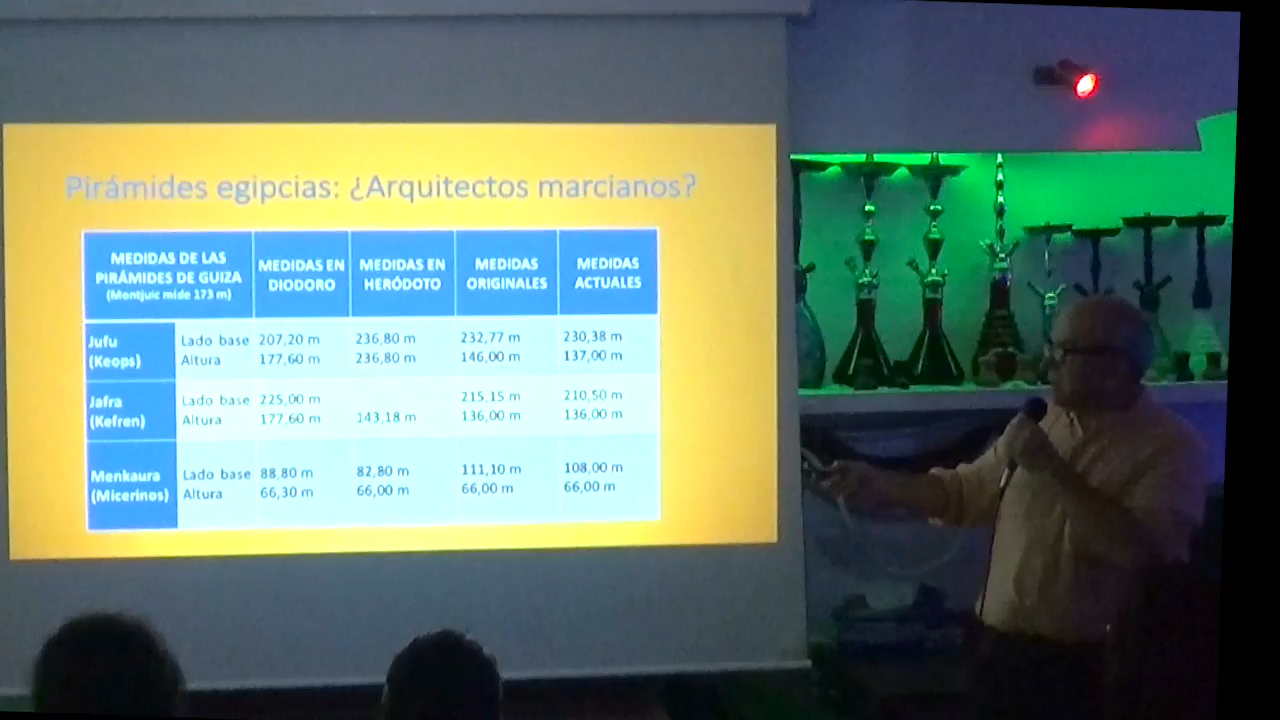 Pirámides egipcias: ¿Arquitectos marcianos?
MEDIDAS DE LAS
PIRÁMIDES DE GUIZA
(Montjuic mide 173 m)
MEDIDAS EN
DIODORO
MEDIDAS EN
HERÓDOTO
MEDIDAS
ORIGINALES
MEDIDAS
ACTUALES
Jufu
(Keops)
Lado base 207,20 m 236,80 m 232,77 m 230,38 m
Altura 177,60 m 236,80 m 146,00 m 137,00 m
Jafra
(Kefren)
Lado base 225,00 m 215,15 m 210,50 m
Altura 177,60 m 143,18 m 136,00 m 136,00 m
Menkaura
(Micerinos)
Lado base 88,80 m 82,80 m 111,10 m 108,00 m
Altura 66,30 m 66,00 m 66,00 m 66,00 m